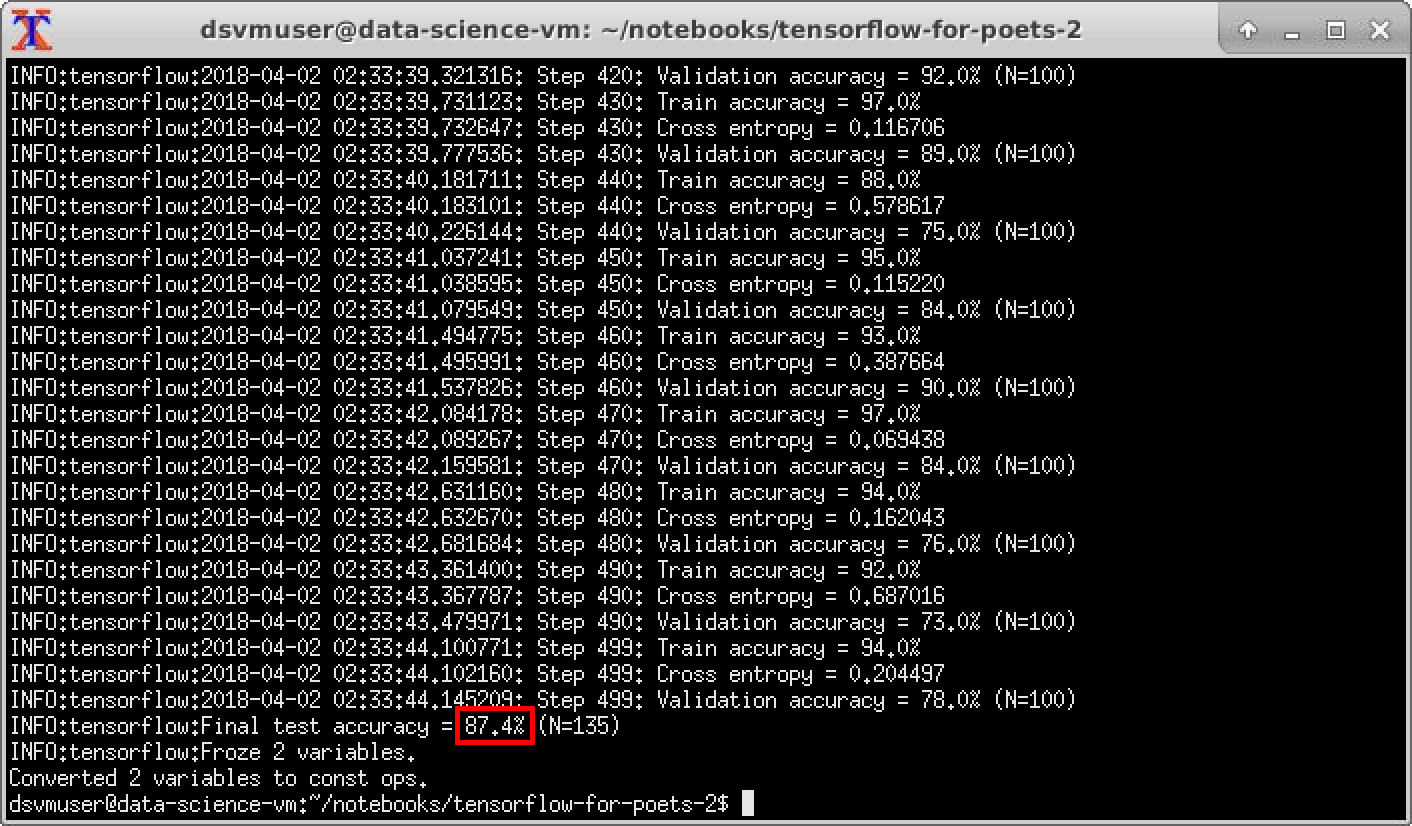 dsvmuser@data-science-vm: ~/notebooks/tensorflow-for-poets-2
INFO:tensorflow:2018-04-02 02:33:39.321316: Step 420: Validation accuracy = 92.0% (N=100)
INFO:tensorflow:2018-04-02 02:33:39.731123: Step 430: Train accuracy = 97.0%
INFO:tensorflow:2018-04-02 02:33:39.732647: Step 430: Cross entropy = 0.116706
INFO:tensorflow:2018-04-02 02:33:39.777536: Step 430: Validation accuracy = 89.0% (N=100)
INFO:tensorflow:2018-04-02 02:33:40.181711: Step 440: Train accuracy = 88.0%
INFO:tensorflow:2018-04-02 02:33:40.183101: Step 440: Cross entropy = 0.578617
INFO:tensorflow:2018-04-02 02:33:40.226144: Step 440: Validation accuracy = 75.0% (N=100)
INFO:tensorflow:2018-04-02 02:33:41.037241: Step 450: Train accuracy = 95.0%
INFO:tensorflow:2018-04-02 02:33:41.038595: Step 450: Cross entropy = 0.115220
INFO:tensorflow:2018-04-02 02:33:41.079549: Step 450: Validation accuracy = 84.0% (N=100)
INFO:tensorflow:2018-04-02 02:33:41.494775: Step 460: Train accuracy = 93.0%
INFO:tensorflow:2018-04-02 02:33:41.495991: Step 460: Cross entropy = 0.387664
INFO:tensorflow:2018-04-02 02:33:41.537826: Step 460: Validation accuracy = 90.0% (N=100)
INFO:tensorflow:2018-04-02 02:33:42.084178: Step 470: Train accuracy = 97.0%
INFO:tensorflow:2018-04-02 02:33:42.089267: Step 470: Cross entropy = 0.069438
INFO:tensorflow:2018-04-02 02:33:42.159581: Step 470: Validation accuracy = 84.0% (N=100)
INFO:tensorflow:2018-04-02 02:33:42.631160: Step 480: Train accuracy = 94.0%
INFO:tensorflow:2018-04-02 02:33:42.632670: Step 480: Cross entropy = 0.162043
INFO:tensorflow:2018-04-02 02:33:42.681684: Step 480: Validation accuracy = 76.0% (N=100)
INFO:tensorflow:2018-04-02 02:33:43.361400: Step 490: Train accuracy = 92.0%
INFO:tensorflow:2018-04-02 02:33:43.367787: Step 490: Cross entropy = 0.687016
INFO:tensorflow:2018-04-02 02:33:43.479971: Step 490: Validation accuracy = 73.0% (N=100)
INFO:tensorflow:2018-04-02 02:33:44.100771: Step 499: Train accuracy = 94.0%
INFO:tensorflow:2018-04-02 02:33:44.102160: Step 499: Cross entropy = 0.204497
INFO:tensorflow:2018-04-02 02:33:44.145209: Step 499: Validation accuracy = 78.0% (N=100)
INFO:tensorflow:Final test accuracy = 87.4% (N=135)
INFO:tensorflow:Froze 2 variables.
Converted 2 variables to const ops.
dsvmuser@data-science-vm:~/notebooks/tensorflow-for-poets-2$